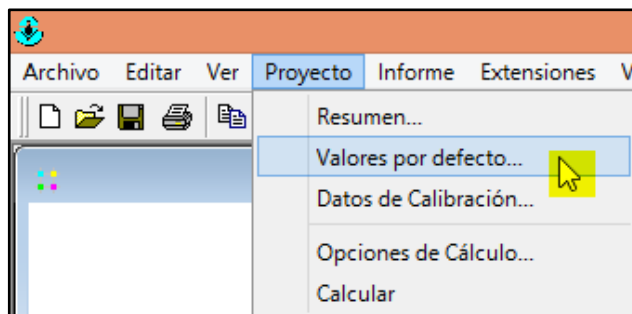 Archivo Editar Ver Proyecto Informe Extensiones V
Resumen...
Valores por defecto...
Datos de Calibración...
Opciones de Cálculo...
Calcular